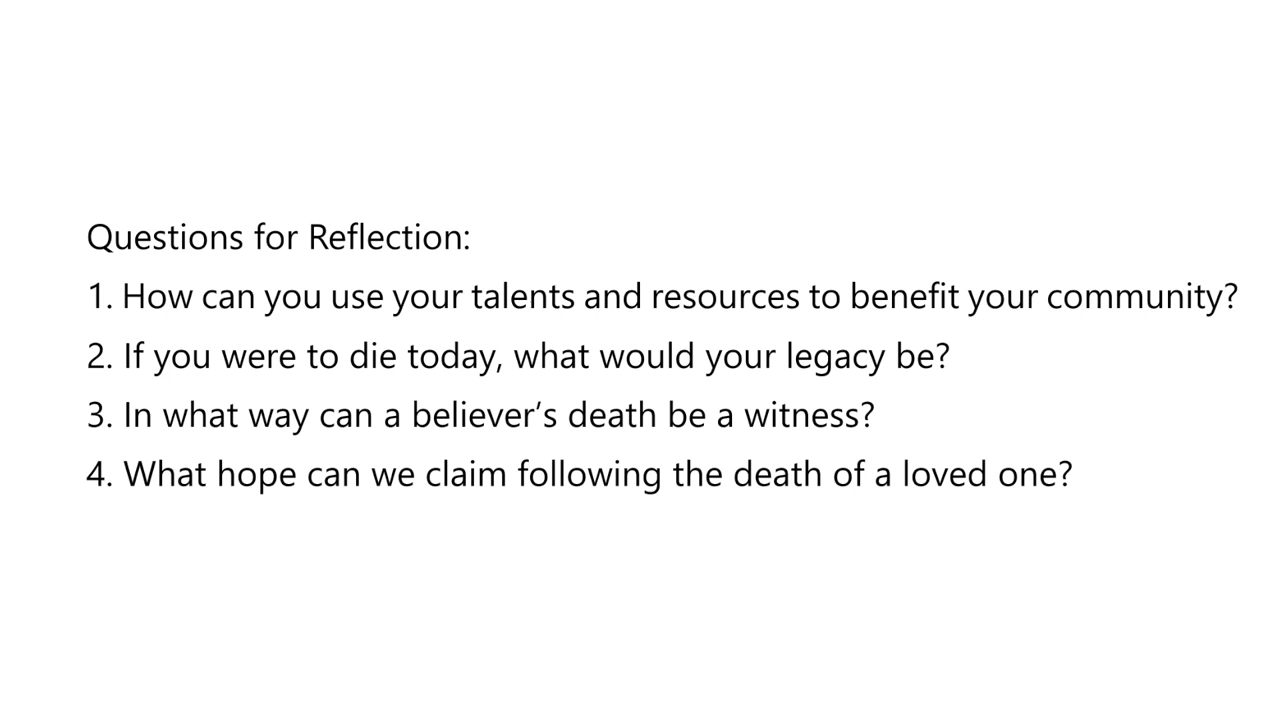 Questions for Reflection:
1. How can you use your talents and resources to benefit your community?
2. If you were to die today, what would your legacy be?
3. In what way can a believer’s death be a witness?
4. What hope can we claim following the death of a loved one?